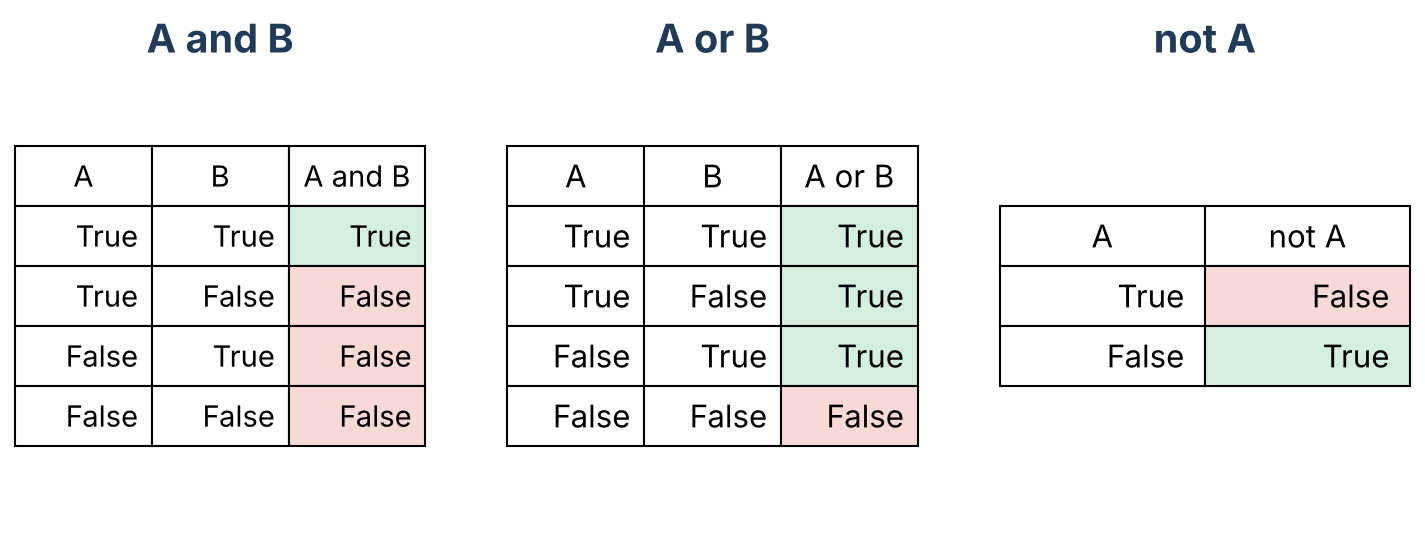 A and B
A B A and B
True True True
True False False
False True False
False False False
A or B
A B A or B
True True True
True False True
False True True
False False False
not A
A not A
True False
False True